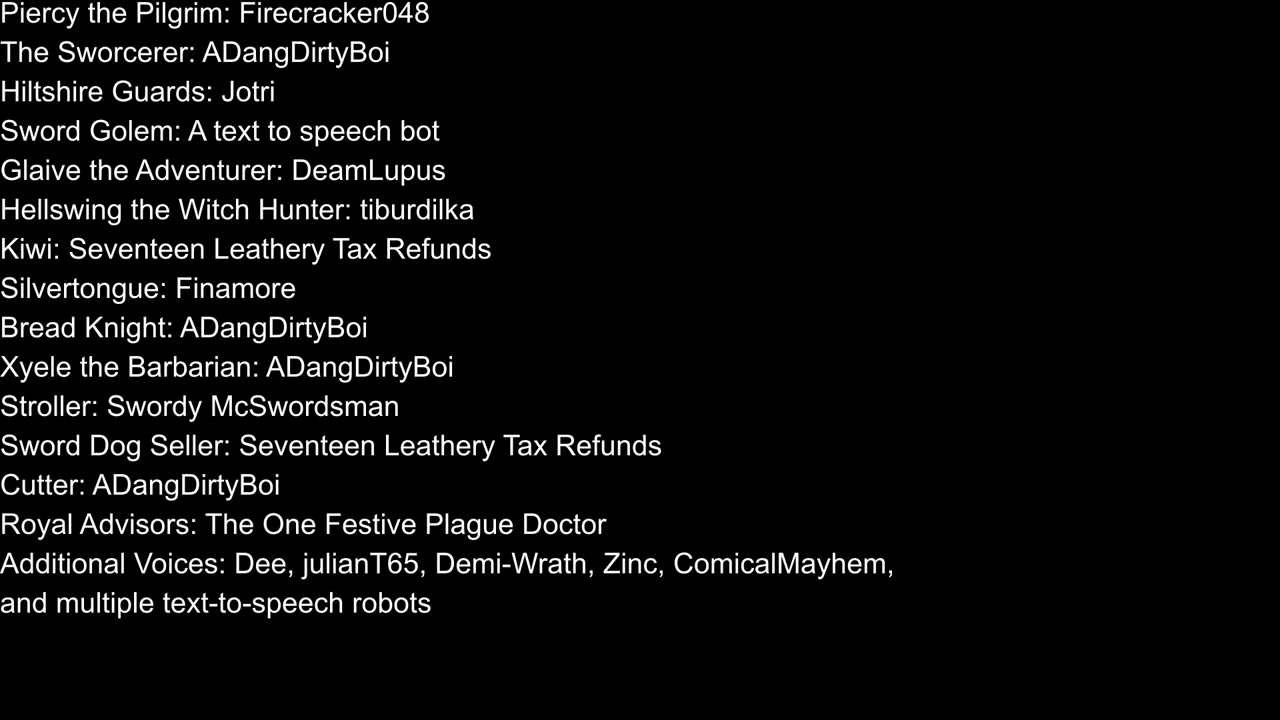 Piercy the Pilgrim: Firecracker048
The Sworcerer: ADangDirtyBoi
Hiltshire Guards: Jotri
Sword Golem: A text to speech bot
Glaive the Adventurer: DeamLupus
Hellswing the Witch Hunter: tiburdilka
Kiwi: Seventeen Leathery Tax Refunds
Silvertongue: Finamore
Bread Knight: ADangDirtyBoi
Xyele the Barbarian: ADangDirtyBoi
Stroller: Swordy McSwordsman
Sword Dog Seller: Seventeen Leathery Tax Refunds
Cutter: ADangDirtyBoi
Royal Advisors: The One Festive Plague Doctor
Additional Voices: Dee, julianT65, Demi-Wrath, Zinc, ComicalMayhem,
and multiple text-to-speech robots